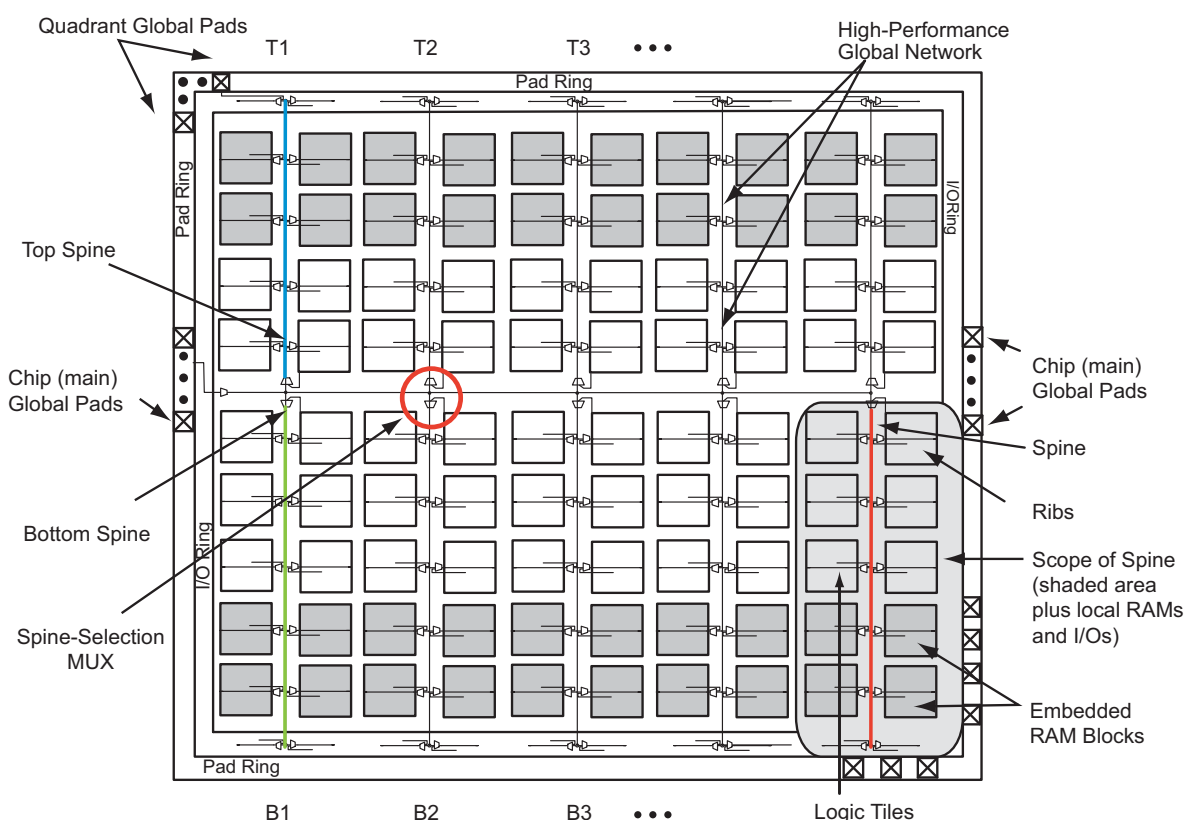 Quadrant Global Pads
T1
T2
T3
•••
High-Performance
Global Network
Pad Ring
Pad Ring
I/ORing
Top Spine
Chip (main)
Global Pads
Chip (main)
Global Pads
Spine
Bottom Spine
Ribs
I/O Ring
Scope of Spine
(shaded area
plus local RAMs
and I/Os)
Spine-Selection
MUX
Embedded
RAM Blocks
Pad Ring
B1
B2
B3
•••
Logic Tiles